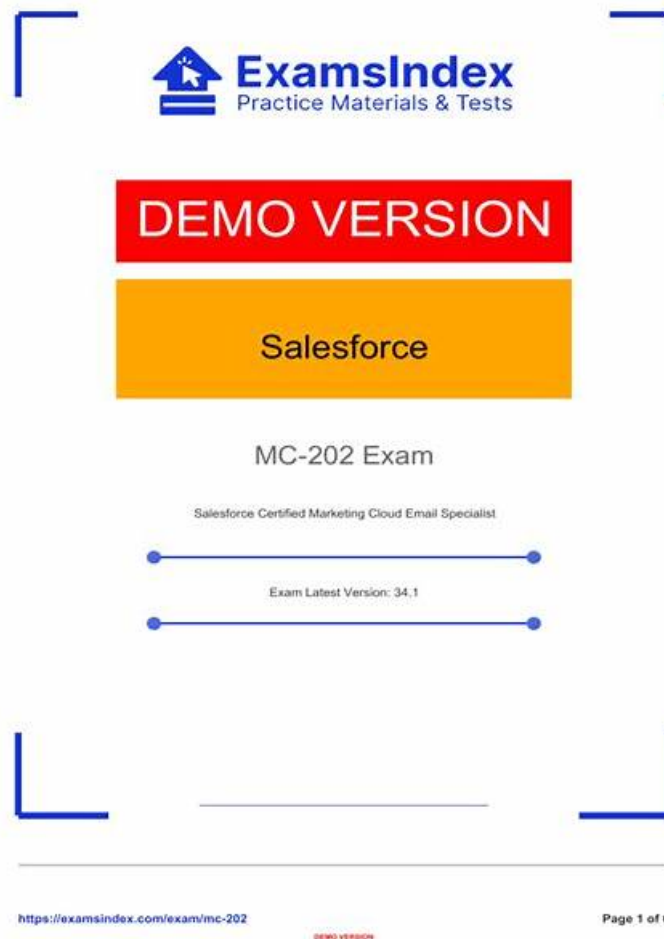 ExamsIndex
Practice Materials & Tests
DEMO VERSION
Salesforce
MC-202 Exam
Salesforce Certified Marketing Cloud Email Specialist
Exam Latest Version: 34.1
https://examsindex.com/exam/mc-202
Page 1 of
DEMO VERSION